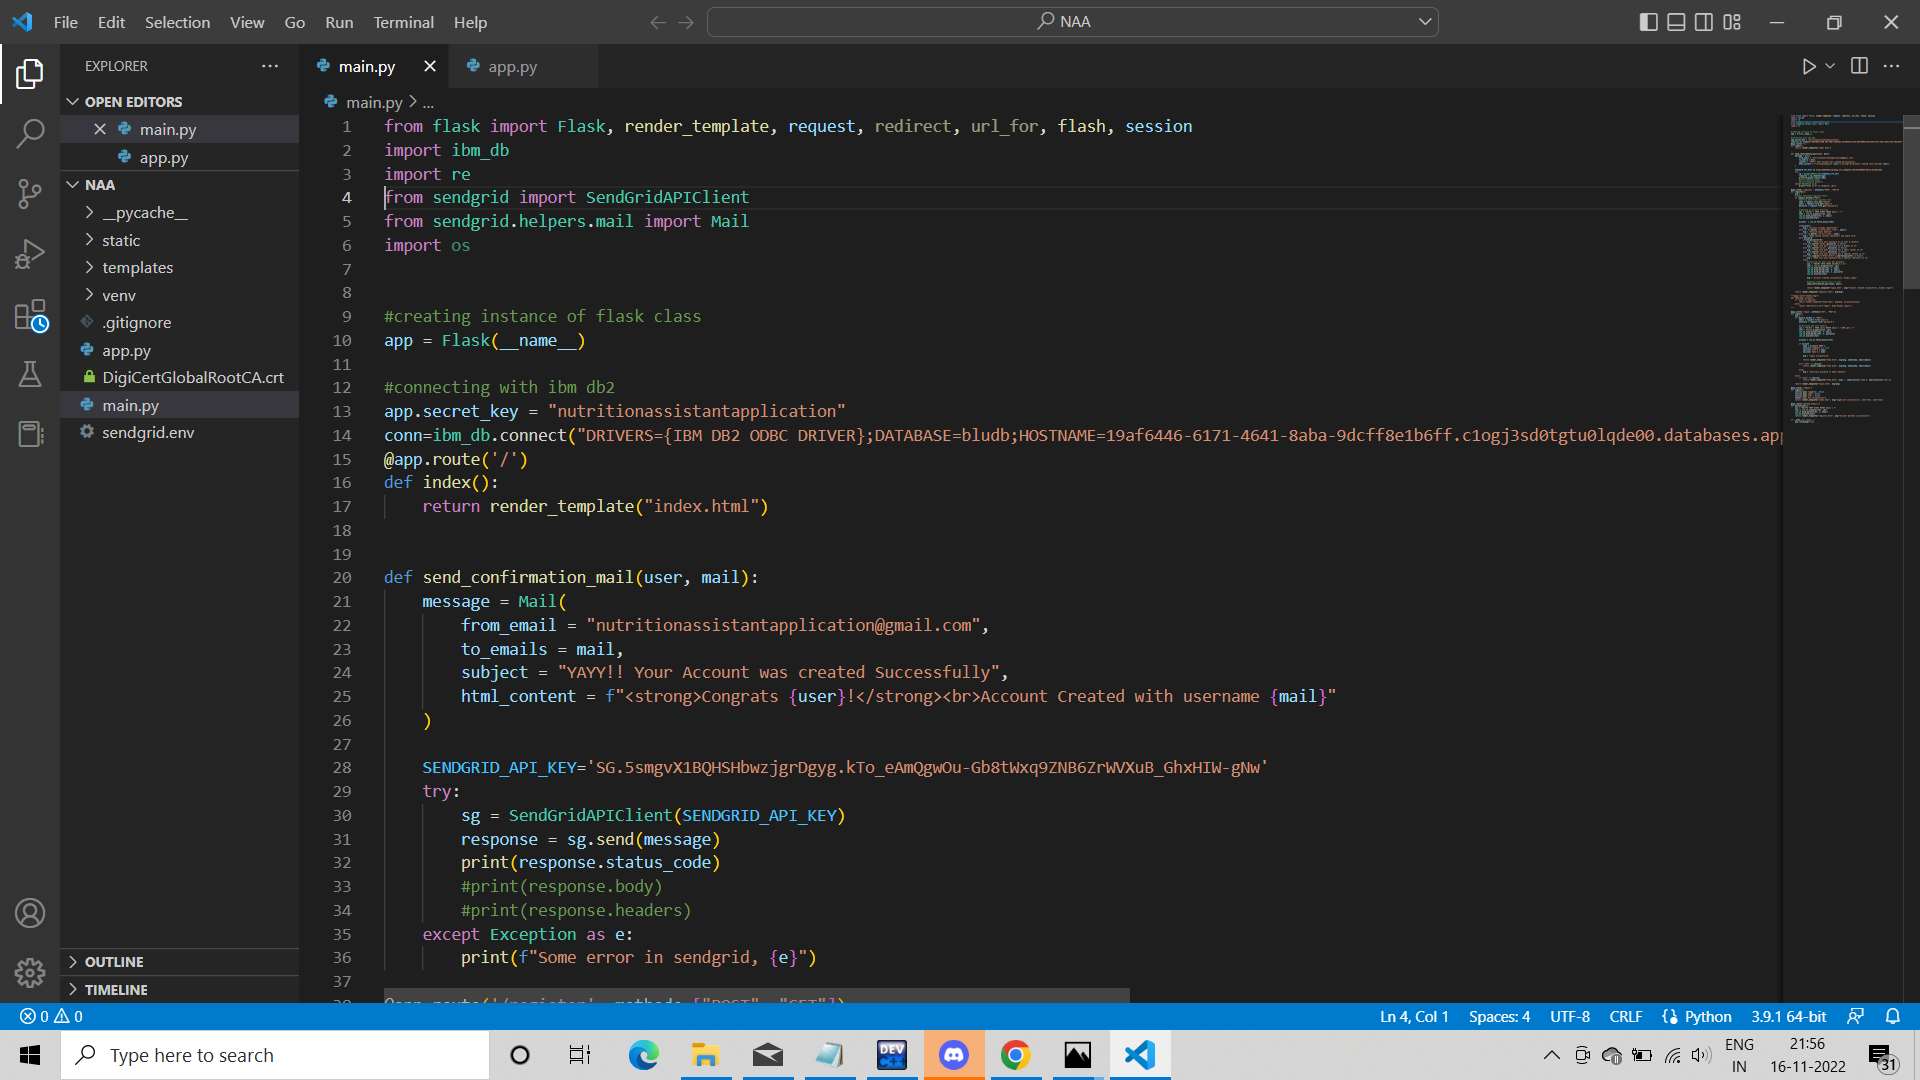 File Edit Selection View Go Run Terminal Help
NAA
EXPLORER
OPEN EDITORS
main.py
app.py
NAA
__pycache__
static
templates
venv
.gitignore
app.py
DigiCertGlobalRootCA.crt
main.py
sendgrid.env
OUTLINE
TIMELINE
main.py app.py
main.py > ...
1 from flask import Flask, render_template, request, redirect, url_for, flash, session
2 import ibm_db
3 import re
4 from sendgrid import SendGridAPIClient
5 from sendgrid.helpers.mail import Mail
6 import os
7
8
9 #creating instance of flask class
10 app = Flask(__name__)
11
12 #connecting with ibm db2
13 app.secret_key = "nutritionassistantapplication"
14 conn=ibm_db.connect("DRIVERS={IBM DB2 ODBC DRIVER};DATABASE=bludb;HOSTNAME=19af6446-6171-4641-8aba-9dcff8e1b6ff.c1ogj3sd0tgtu0lqde00.databases.app
15 @app.route('/')
16 def index():
17     return render_template("index.html")
18
19
20 def send_confirmation_mail(user, mail):
21     message = Mail(
22         from_email = "nutritionassistantapplication@gmail.com",
23         to_emails = mail,
24         subject = "YAYY!! Your Account was created Successfully",
25         html_content = f"<strong>Congrats {user}!</strong><br>Account Created with username {mail}"
26     )
27
28     SENDGRID_API_KEY='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'
29     try:
30         sg = SendGridAPIClient(SENDGRID_API_KEY)
31         response = sg.send(message)
32         print(response.status_code)
33         #print(response.body)
34         #print(response.headers)
35     except Exception as e:
36         print(f"Some error in sendgrid, {e}")
37
38 @app.route('/register', methods=["POST", "GET"])
0 0
Ln 4, Col 1 Spaces: 4 UTF-8 CRLF Python 3.9.1 64-bit
Type here to search
DEV C++
ENG
IN
21:56
16-11-2022
31